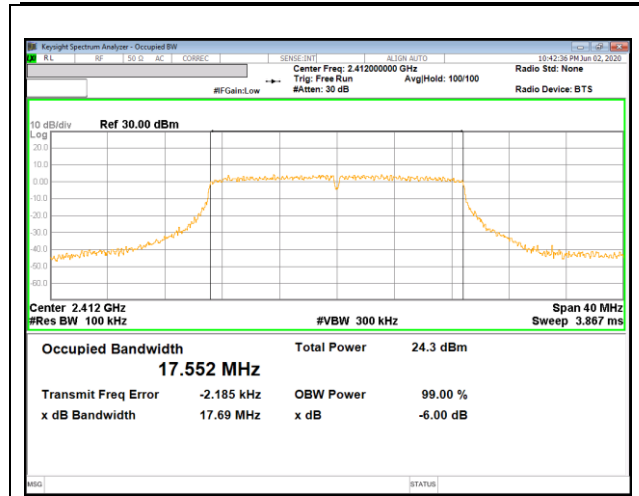 Keysight Spectrum Analyzer - Occupied BW
RL RF 50 Ω AC CORREC SENSE:INT ALIGN AUTO 10:42:36 PM Jun 02, 2020
Center Freq: 2.412000000 GHz Radio Std: None
Trig: Free Run Avg|Hold: 100/100
#IFGain:Low #Atten: 30 dB Radio Device: BTS
10 dB/div Ref 30.00 dBm
Log
20.0
10.0
0.00
-10.0
-20.0
-30.0
-40.0
-50.0
-60.0
Center 2.412 GHz Span 40 MHz
#Res BW 100 kHz #VBW 300 kHz Sweep 3.867 ms
Occupied Bandwidth Total Power 24.3 dBm
17.552 MHz
Transmit Freq Error -2.185 kHz OBW Power 99.00 %
x dB Bandwidth 17.69 MHz x dB -6.00 dB
MSG STATUS